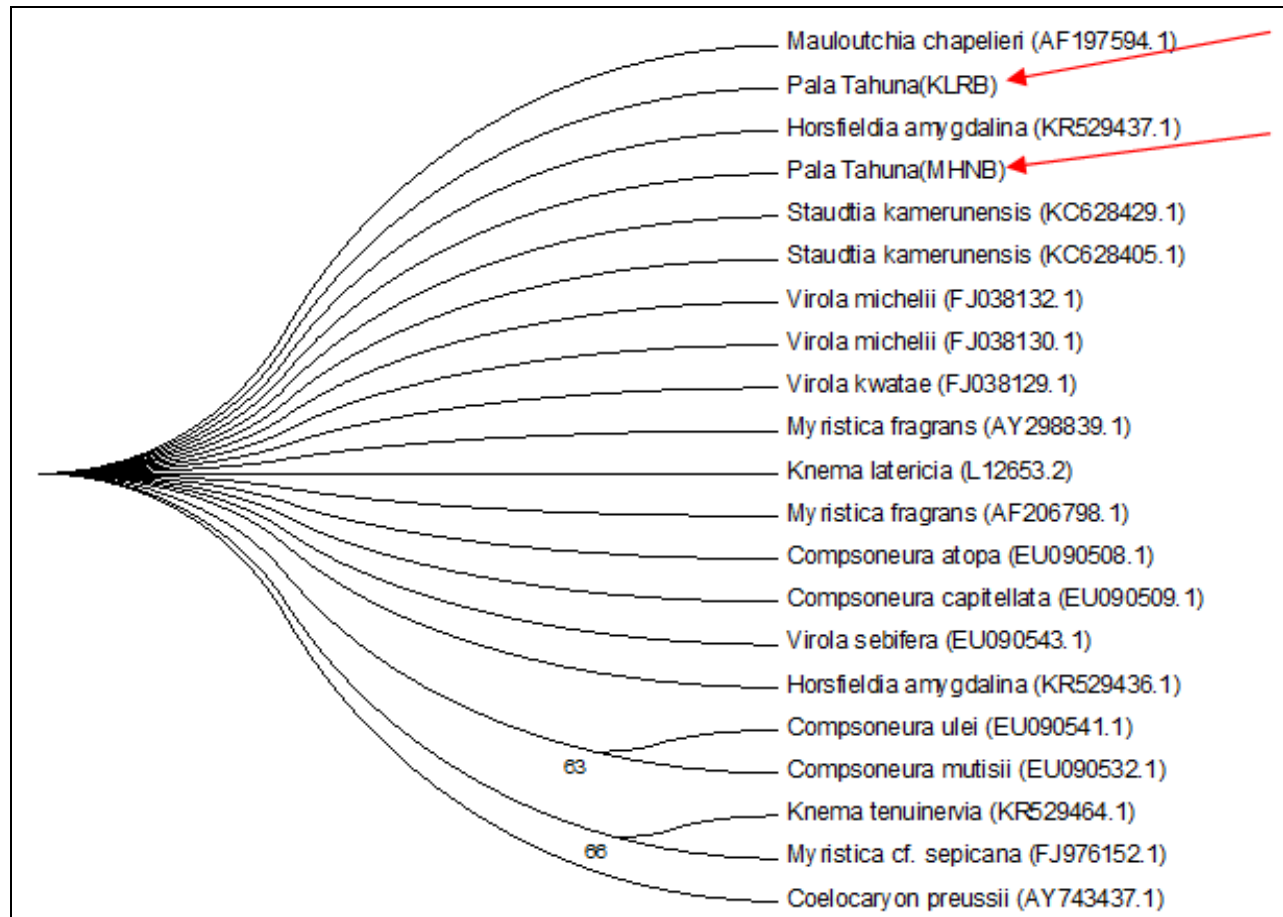 Mauloutchia chapelieri (AF197594.1)
Pala Tahuna(KLRB)
Horsfieldia amygdalina (KR529437.1)
Pala Tahuna(MHNB)
Staudtia kamerunensis (KC628429.1)
Staudtia kamerunensis (KC628405.1)
Virola michelii (FJ038132.1)
Virola michelii (FJ038130.1)
Virola kwatae (FJ038129.1)
Myristica fragrans (AY298839.1)
Knema latericia (L12653.2)
Myristica fragrans (AF206798.1)
Compsoneura atopa (EU090508.1)
Compsoneura capitellata (EU090509.1)
Virola sebifera (EU090543.1)
Horsfieldia amygdalina (KR529436.1)
Compsoneura ulei (EU090541.1)
63
Compsoneura mutisii (EU090532.1)
Knema tenuinervia (KR529464.1)
66
Myristica cf. sepicana (FJ976152.1)
Coelocaryon preussii (AY743437.1)